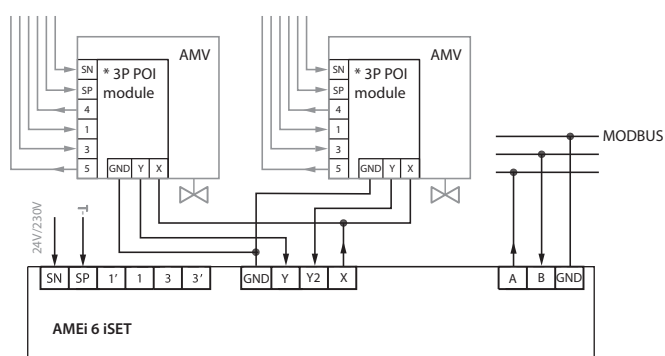 AMV
SN
* 3P POI
SP
module
4
1
3
5
GND Y X
AMV
SN
* 3P POI
SP
module
4
1
3
5
GND Y X
MODBUS
24V/230V
SN SP 1' 1 3 3'
GND Y Y2 X
A B GND
AMEi 6 iSET